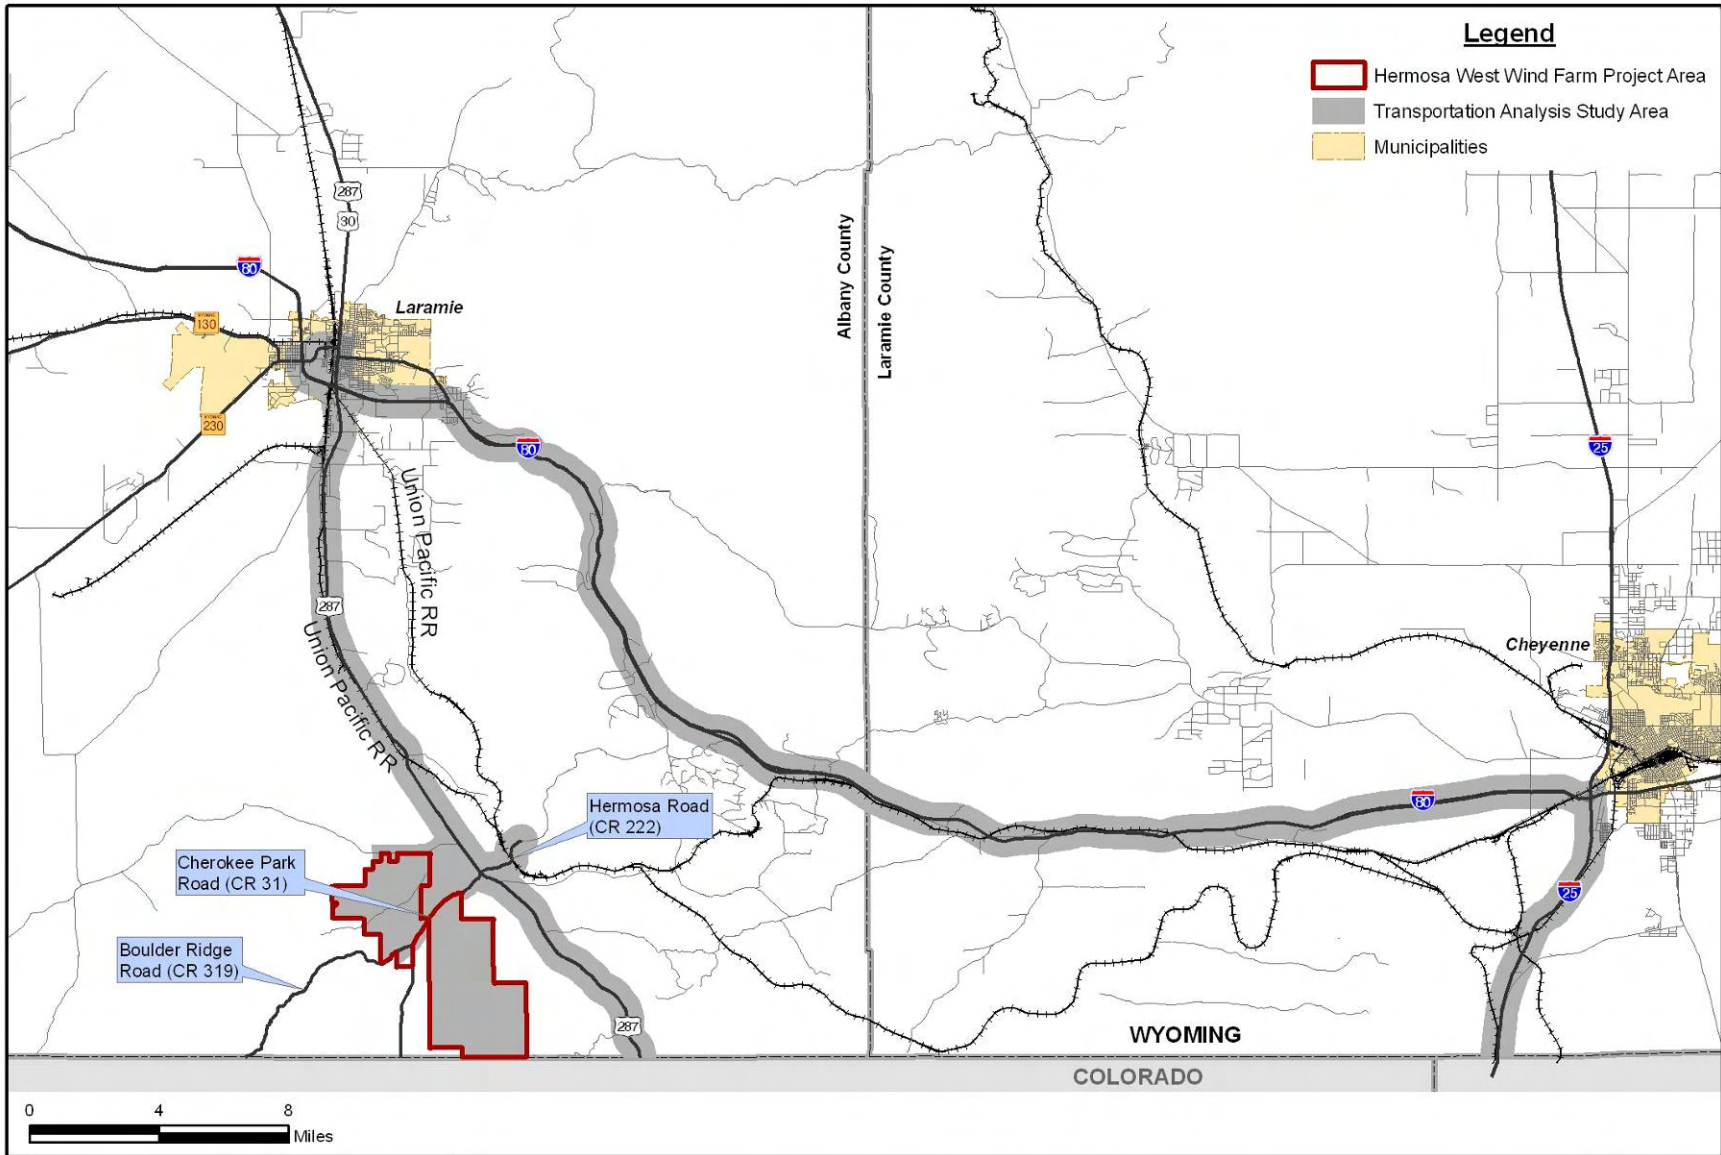 Legend
Hermosa West Wind Farm Project Area
Transportation Analysis Study Area
Municipalities
287
30
80
Laramie
WYOMING
130
WYOMING
230
Albany County
Laramie County
80
25
Union Pacific RR
287
Union Pacific RR
Cheyenne
Hermosa Road
(CR 222)
80
Cherokee Park
Road (CR 31)
25
Boulder Ridge
Road (CR 319)
287
WYOMING
COLORADO
0 4 8
Miles